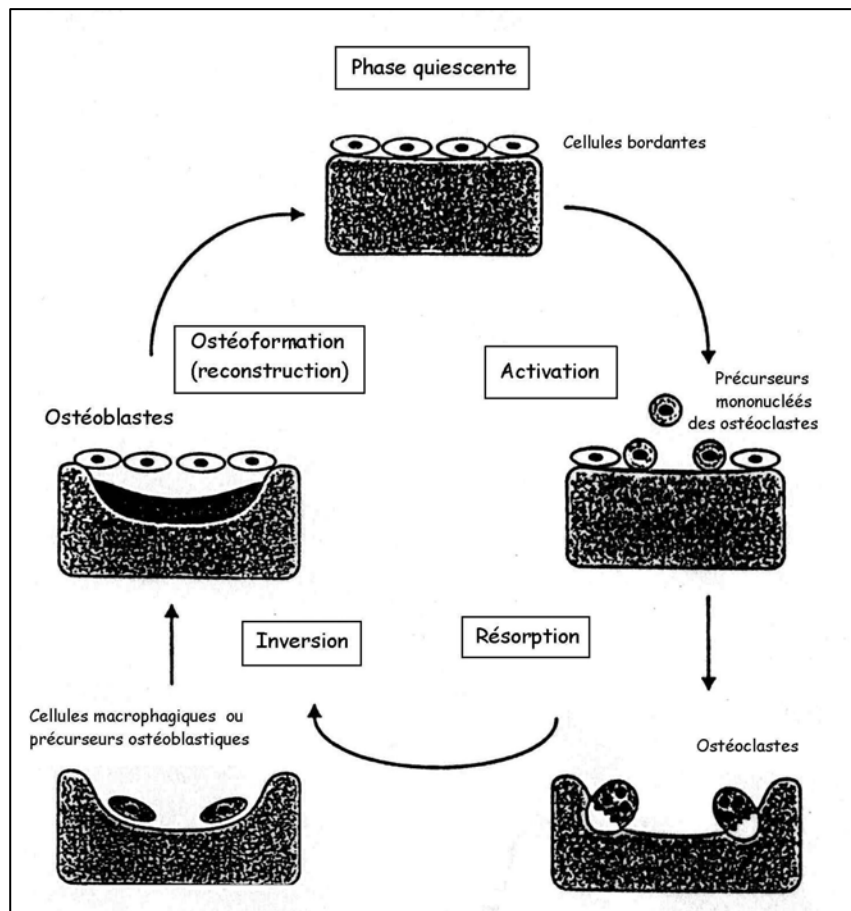 Phase quiescente
Cellules bordantes
Ostéoformation
(reconstruction)
Activation
Précurseurs
mononucléés
des ostéoclastes
Ostéoblastes
Inversion
Résorption
Cellules macrophagiques ou
précurseurs ostéoblastiques
Ostéoclastes